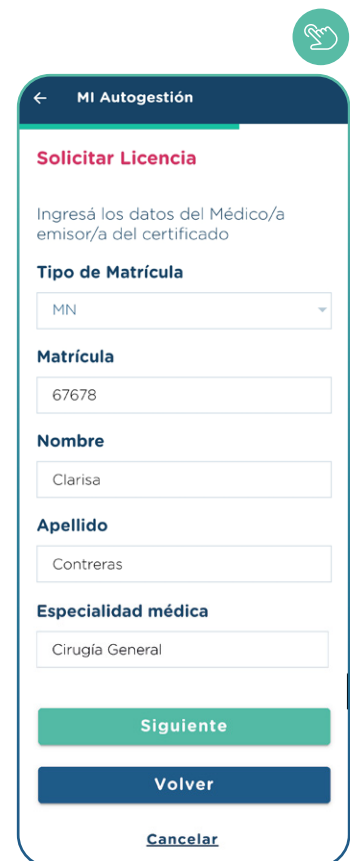 MI Autogestión
Solicitar Licencia
Ingresá los datos del Médico/a
emisor/a del certificado
Tipo de Matrícula
MN
Matrícula
67678
Nombre
Clarisa
Apellido
Contreras
Especialidad médica
Cirugía General
Siguiente
Volver
Cancelar